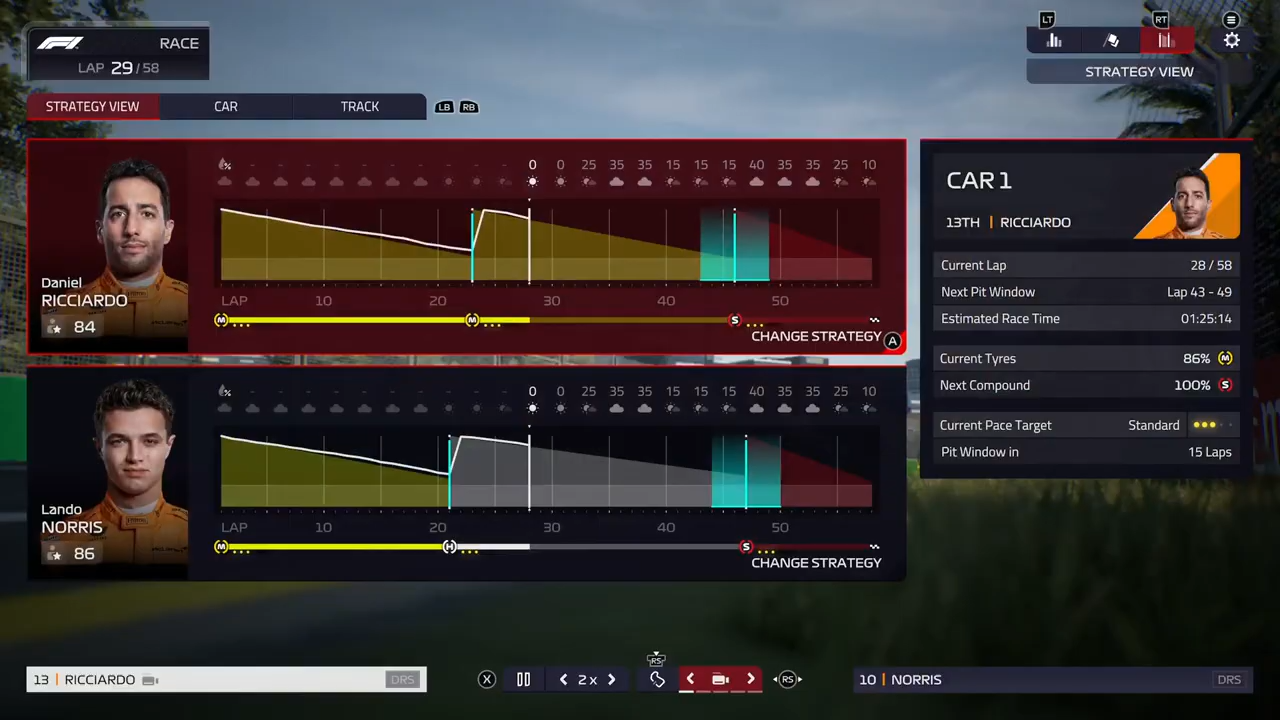 LT RT
F1 RACE
LAP 29/58
STRATEGY VIEW
STRATEGY VIEW CAR TRACK LB RB
% - - - - - - - - - - 0 0 25 35 35 15 15 15 40 35 35 25 10
Daniel
RICCIARDO
84
LAP 10 20 30 40 50
M M S
CHANGE STRATEGY A
% - - - - - - - - - - 0 0 25 35 35 15 15 15 40 35 35 25 10
Lando
NORRIS
86
LAP 10 20 30 40 50
M H S
CHANGE STRATEGY
CAR 1
13TH | RICCIARDO
Current Lap 28 / 58
Next Pit Window Lap 43 - 49
Estimated Race Time 01:25:14
Current Tyres 86% M
Next Compound 100% S
Current Pace Target Standard
Pit Window in 15 Laps
RS
13 | RICCIARDO DRS X 2x RS 10 | NORRIS DRS